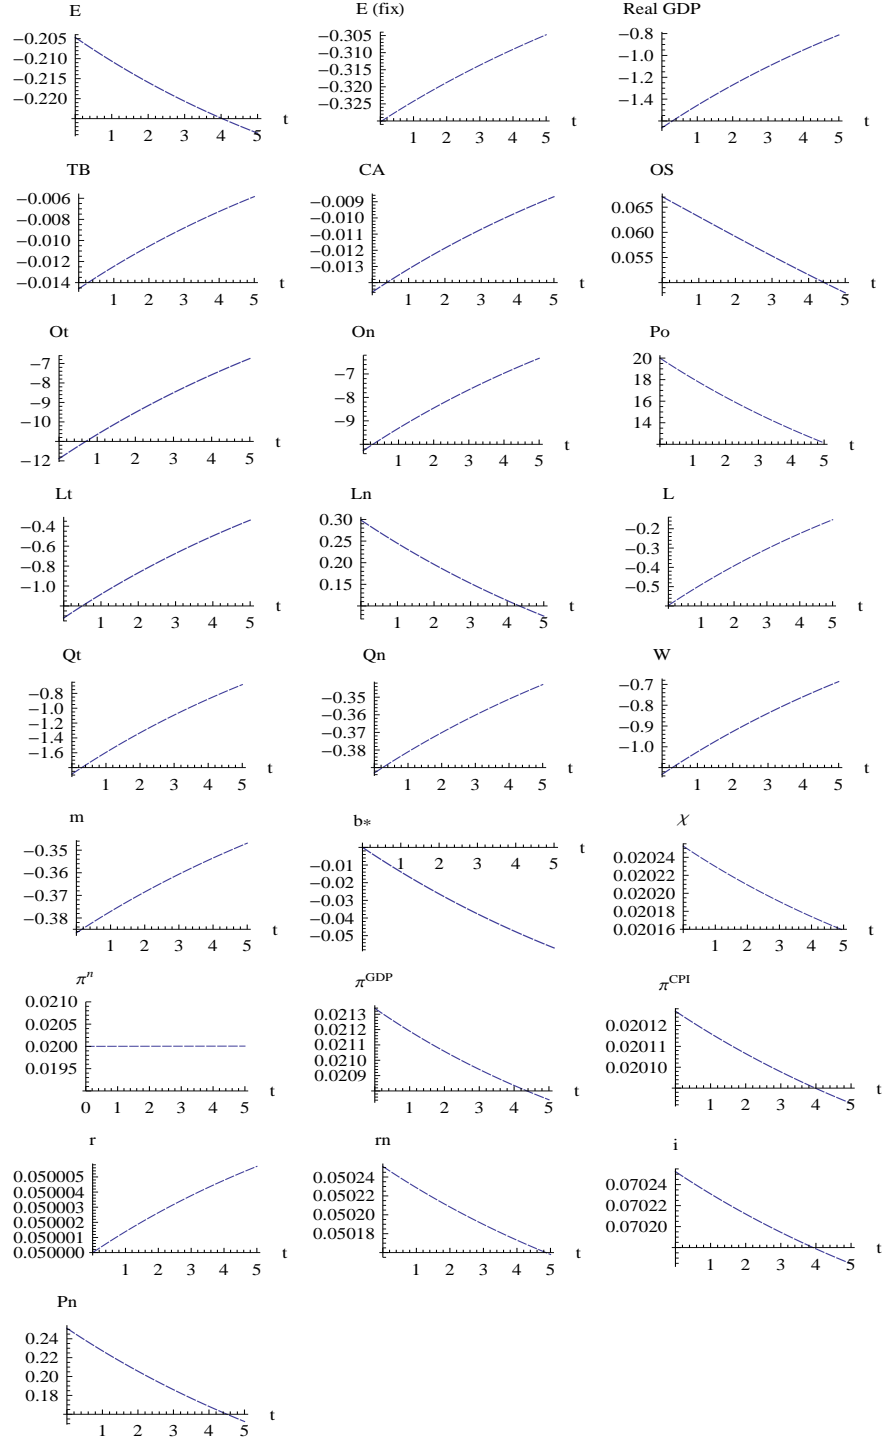 E E (fix) Real GDP
−0.205 −0.305 −0.8
−0.210 −0.310 −1.0
−0.215 −0.315 −1.2
−0.220 −0.320 −1.4
−0.325 −1.6
1 2 3 4 5 t 1 2 3 4 5 t 1 2 3 4 5 t
TB CA OS
−0.006 −0.009 0.065
−0.008 −0.010 0.060
−0.010 −0.011 0.055
−0.012 −0.012
−0.014 −0.013
1 2 3 4 5 t 1 2 3 4 5 t 1 2 3 4 5 t
Ot On Po
−7 −7 20
−8 −8 18
−9 −9 16
−10 14
−12
1 2 3 4 5 t 1 2 3 4 5 t 1 2 3 4 5 t
Lt Ln L
−0.4 0.30 −0.2
−0.6 0.25 −0.3
−0.8 0.20 −0.4
−1.0 0.15 −0.5
1 2 3 4 5 t 1 2 3 4 5 t 1 2 3 4 5 t
Qt Qn W
−0.8 −0.35 −0.7
−1.0 −0.36 −0.8
−1.2 −0.37 −0.9
−1.4 −0.38 −1.0
−1.6
1 2 3 4 5 t 1 2 3 4 5 t 1 2 3 4 5 t
m b* χ
−0.35 −0.01 0.02024
−0.36 −0.02 0.02022
−0.37 −0.03 0.02020
−0.38 −0.04 0.02018
−0.05 0.02016
1 2 3 4 5 t 1 2 3 4 5 t 1 2 3 4 5 t
πⁿ π^GDP π^CPI
0.0210 0.0213 0.02012
0.0205 0.0212 0.02011
0.0200 0.0211 0.02010
0.0195 0.0210
0.0209
0 1 2 3 4 5 t 1 2 3 4 5 t 1 2 3 4 5 t
r rn i
0.050005 0.05024 0.07024
0.050004 0.05022 0.07022
0.050003 0.05020 0.07020
0.050002 0.05018
0.050001
0.050000
1 2 3 4 5 t 1 2 3 4 5 t 1 2 3 4 5 t
Pn
0.24
0.22
0.20
0.18
1 2 3 4 5 t